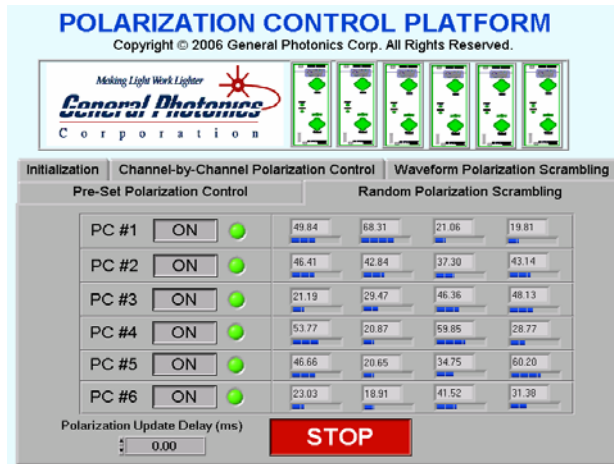 POLARIZATION CONTROL PLATFORM
Copyright © 2006 General Photonics Corp. All Rights Reserved.
Making Light Work Lighter
General Photonics
Corporation
Initialization Channel-by-Channel Polarization Control Waveform Polarization Scrambling
Pre-Set Polarization Control Random Polarization Scrambling
PC #1 ON 49.84 68.31 21.06 19.81
PC #2 ON 46.41 42.84 37.30 43.14
PC #3 ON 21.19 29.47 46.36 48.13
PC #4 ON 53.77 20.87 59.85 28.77
PC #5 ON 46.66 20.65 34.75 60.20
PC #6 ON 23.03 18.91 41.52 31.38
Polarization Update Delay (ms)
0.00
STOP